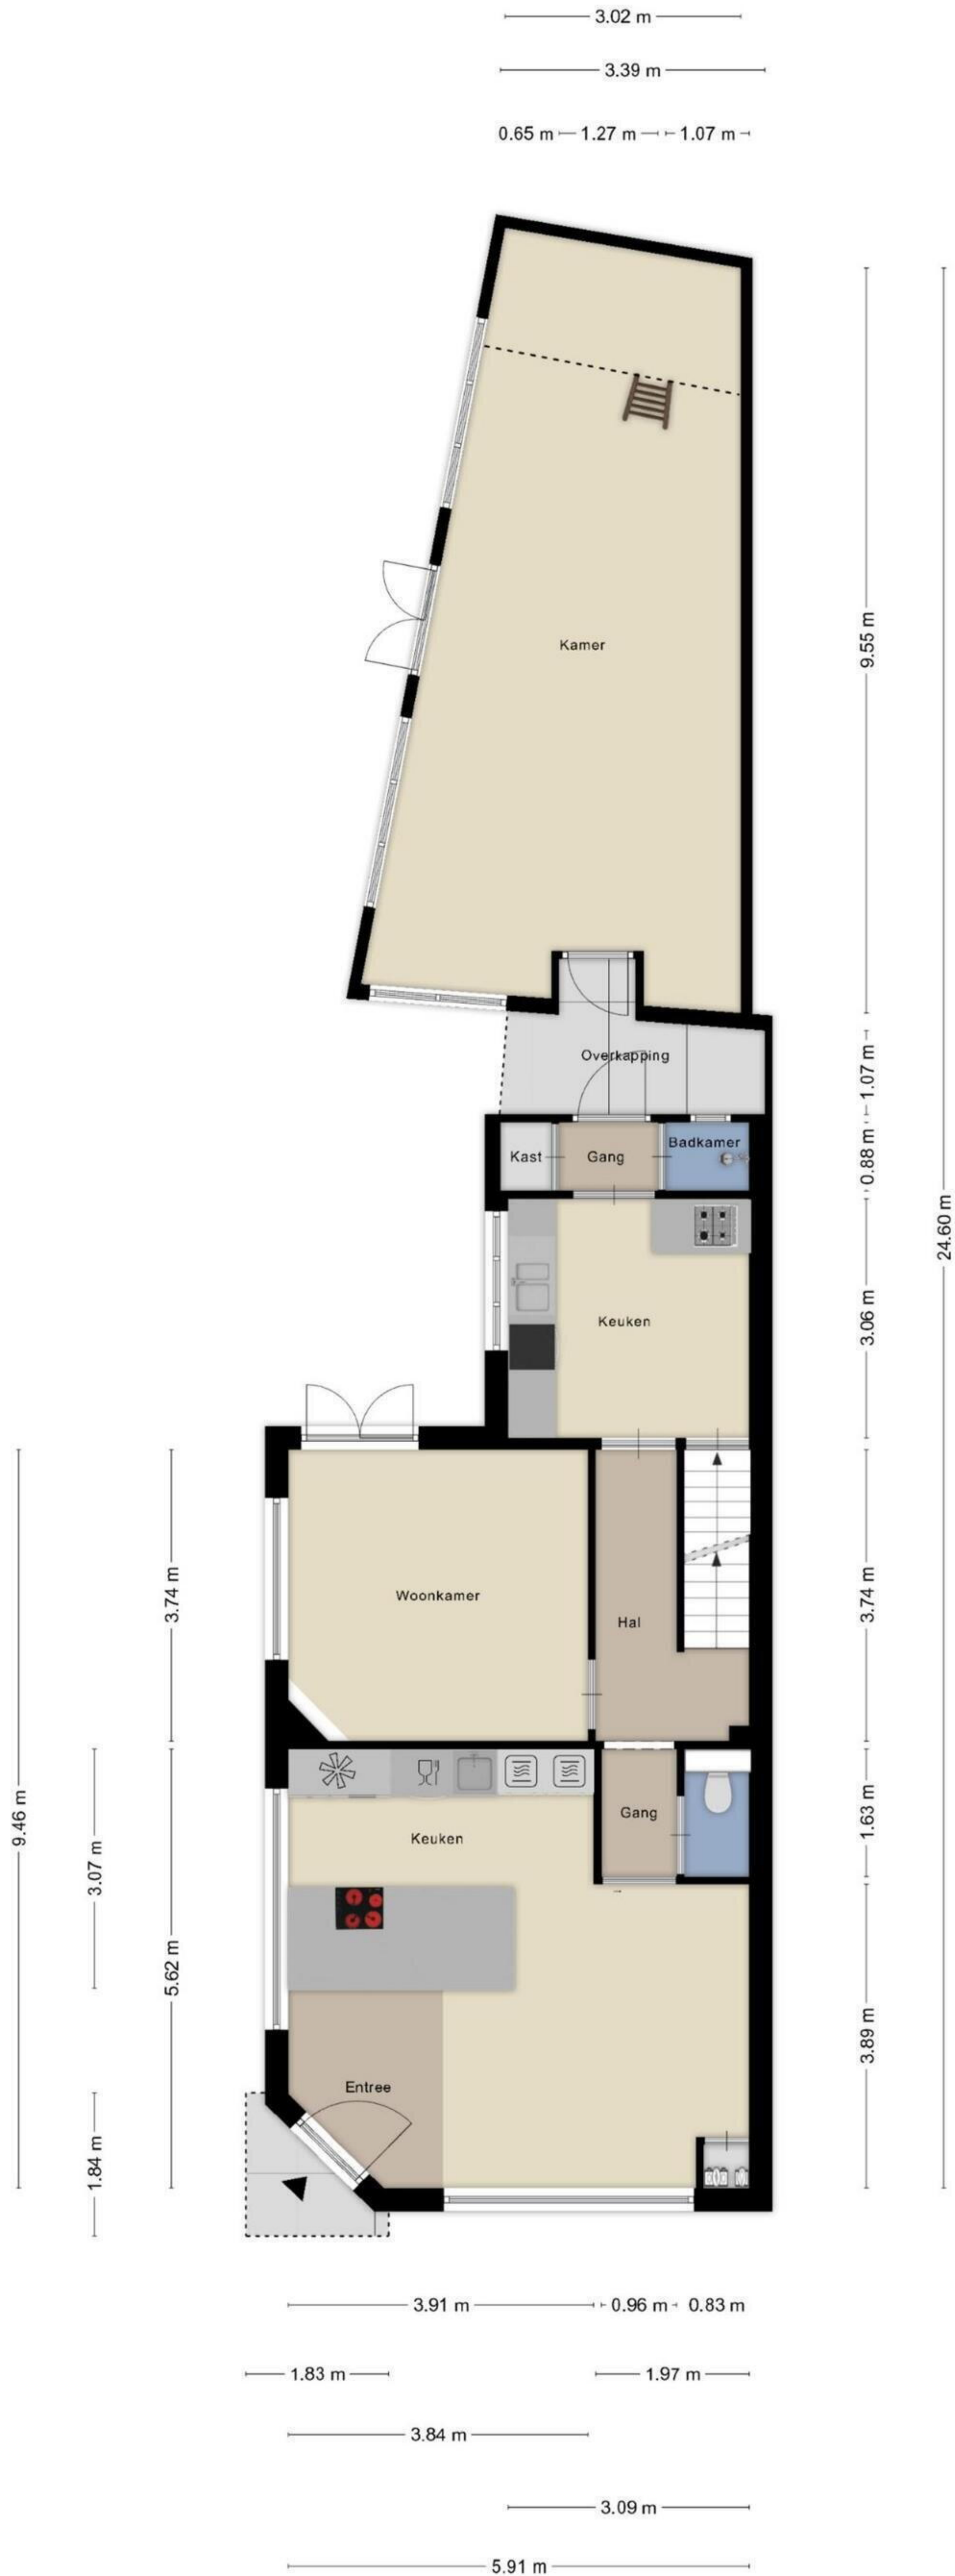 3.02 m
3.39 m
0.65 m 1.27 m 1.07 m
Kamer
9.55 m
Overkapping
1.07 m
Kast
Gang
Badkamer
0.88 m
24.60 m
Keuken
3.06 m
Woonkamer
Hal
3.74 m
3.74 m
Gang
Keuken
1.63 m
9.46 m
3.07 m
5.62 m
3.89 m
Entree
1.84 m
3.91 m 0.96 m 0.83 m
1.83 m 1.97 m
3.84 m
3.09 m
5.91 m